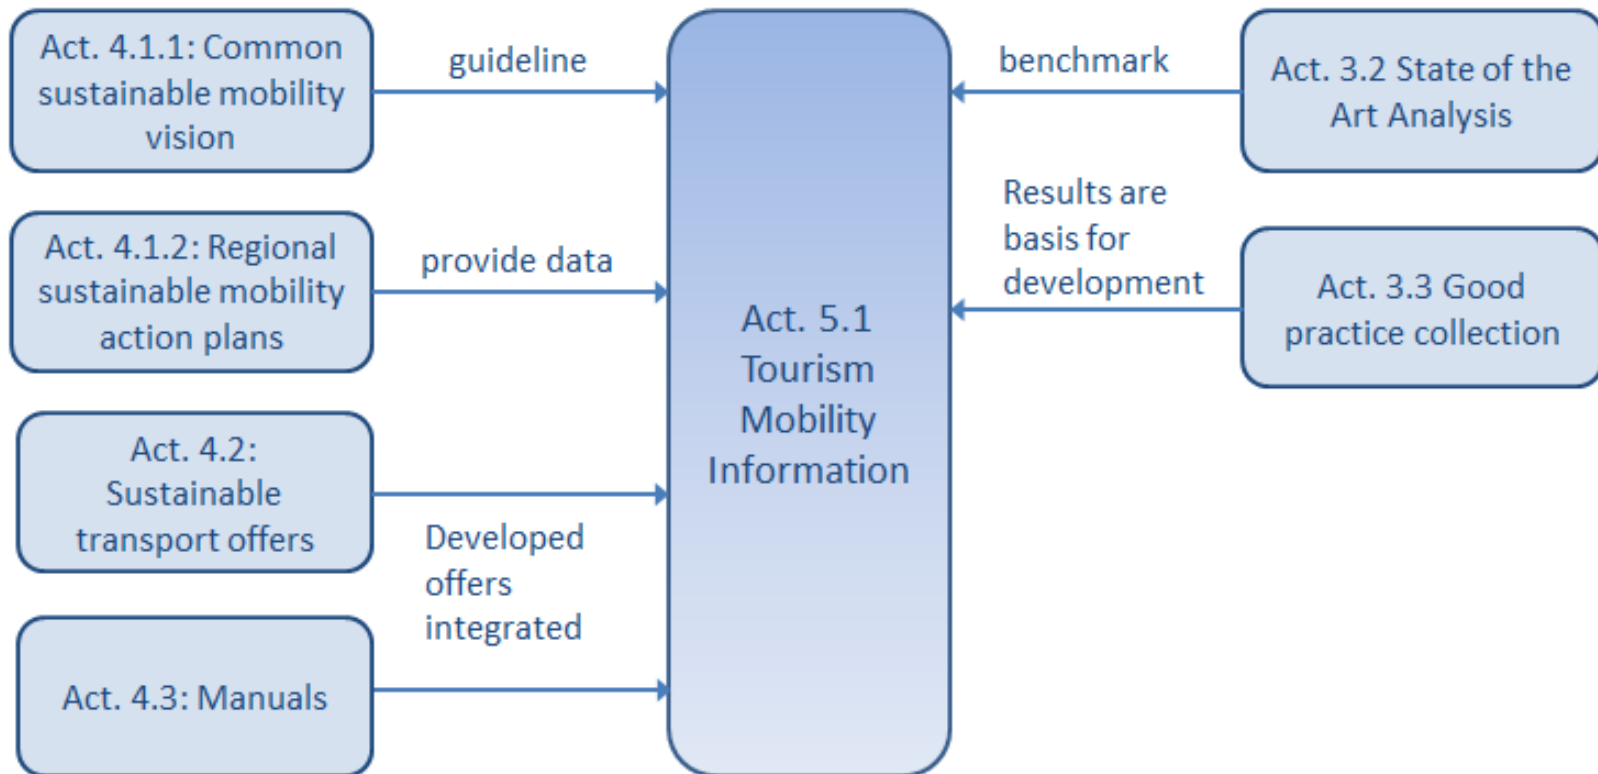 Act. 4.1.1: Common
sustainable mobility
vision
guideline
Act. 4.1.2: Regional
sustainable mobility
action plans
provide data
Act. 4.2:
Sustainable
transport offers
Developed
offers
integrated
Act. 4.3: Manuals
Act. 5.1
Tourism
Mobility
Information
benchmark
Act. 3.2 State of the
Art Analysis
Results are
basis for
development
Act. 3.3 Good
practice collection